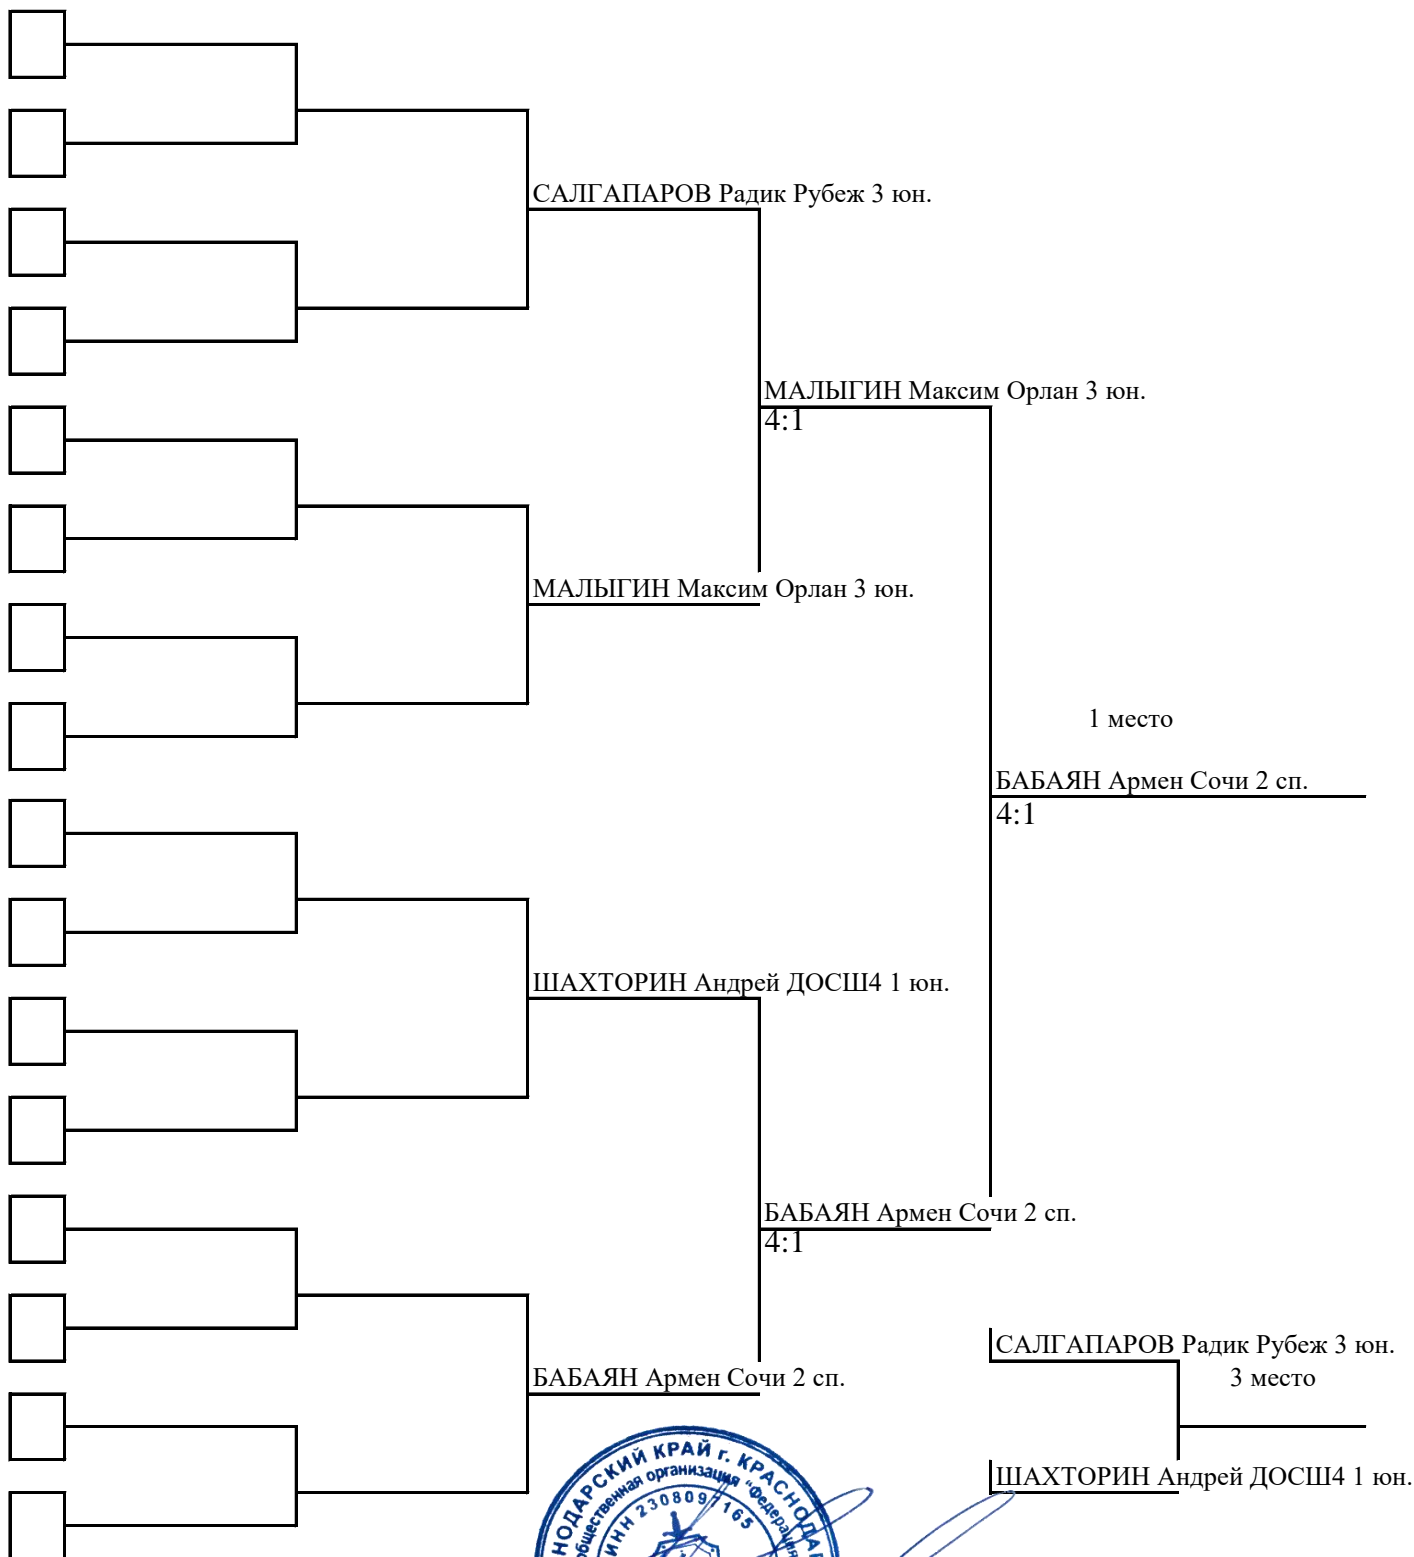 САЛГАПАРОВ Радик Рубеж 3 юн.
МАЛЫГИН Максим Орлан 3 юн.
4:1
МАЛЫГИН Максим Орлан 3 юн.
1 место
БАБАЯН Армен Сочи 2 сп.
4:1
ШАХТОРИН Андрей ДОСШ4 1 юн.
БАБАЯН Армен Сочи 2 сп.
4:1
САЛГАПАРОВ Радик Рубеж 3 юн.
БАБАЯН Армен Сочи 2 сп.
3 место
ШАХТОРИН Андрей ДОСШ4 1 юн.
КРАЙ г.
организация "Федерация
ИНН 2308097165